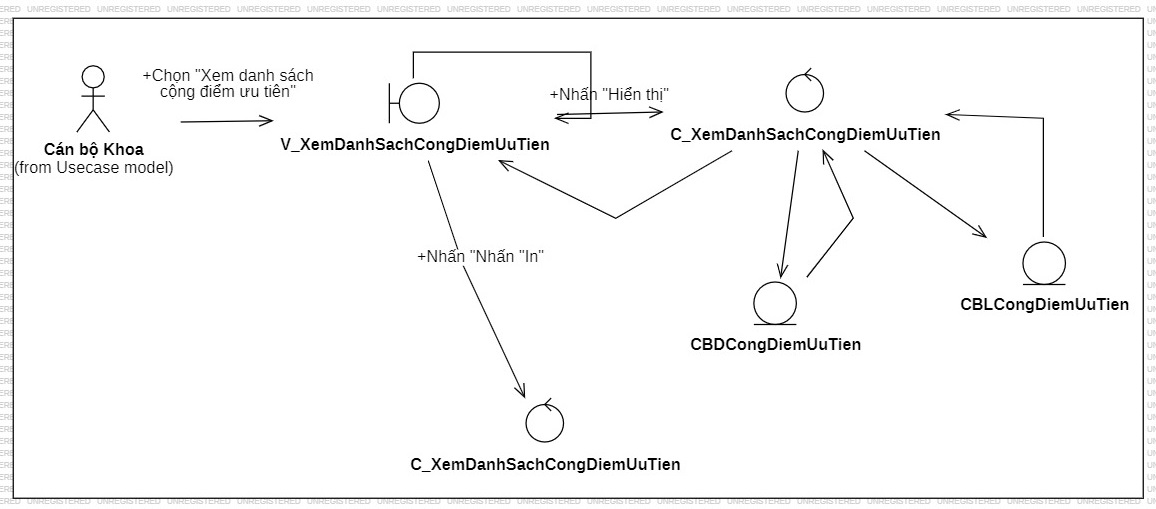 +Chọn "Xem danh sách
cộng điểm ưu tiên"
+Nhấn "Hiển thị"
Cán bộ Khoa
(from Usecase model)
V_XemDanhSachCongDiemUuTien
C_XemDanhSachCongDiemUuTien
+Nhấn "Nhấn "In"
CBLCongDiemUuTien
CBDCongDiemUuTien
C_XemDanhSachCongDiemUuTien
UNREGISTERED